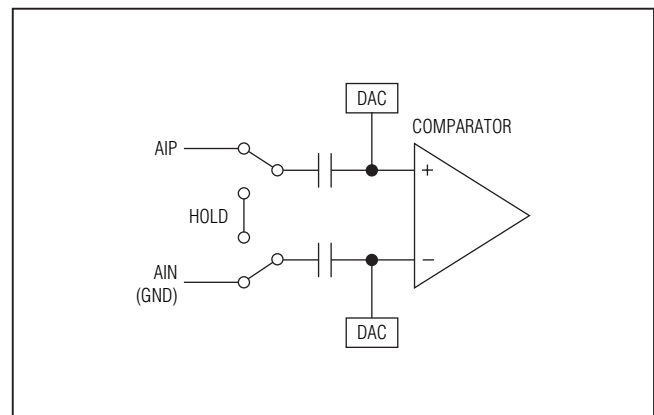 DAC
COMPARATOR
AIP
+
HOLD
−
AIN
(GND)
DAC